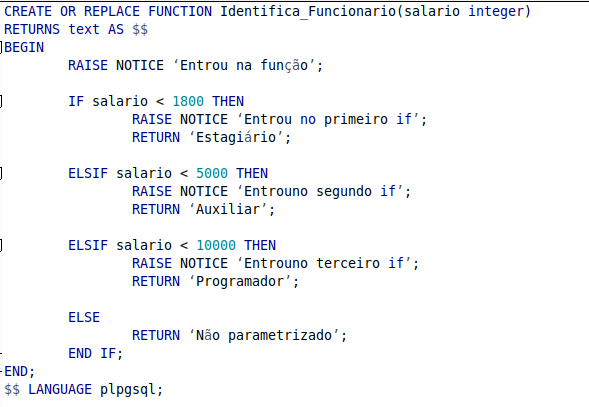 CREATE OR REPLACE FUNCTION Identifica_Funcionario(salario integer)
RETURNS text AS $$
BEGIN
RAISE NOTICE ‘Entrou na função’;
IF salario < 1800 THEN
RAISE NOTICE ‘Entrou no primeiro if’;
RETURN ‘Estagiário’;
ELSIF salario < 5000 THEN
RAISE NOTICE ‘Entrouno segundo if’;
RETURN ‘Auxiliar’;
ELSIF salario < 10000 THEN
RAISE NOTICE ‘Entrouno terceiro if’;
RETURN ‘Programador’;
ELSE
RETURN ‘Não parametrizado’;
END IF;
END;
$$ LANGUAGE plpgsql;